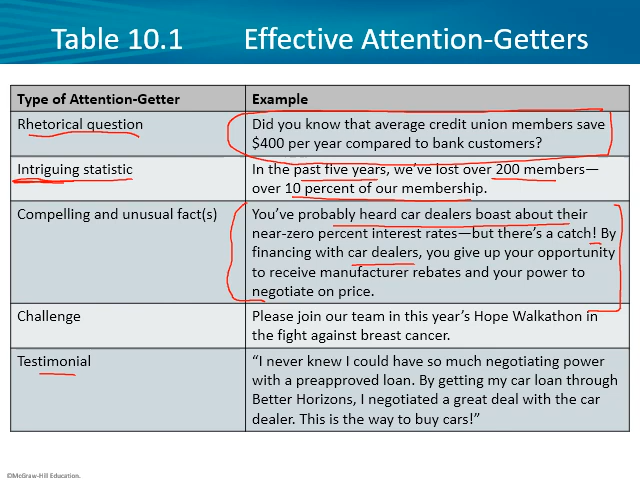 Table 10.1 Effective Attention-Getters
Type of Attention-Getter Example
Rhetorical question Did you know that average credit union members save
$400 per year compared to bank customers?
Intriguing statistic In the past five years, we’ve lost over 200 members—
over 10 percent of our membership.
Compelling and unusual fact(s) You’ve probably heard car dealers boast about their
near-zero percent interest rates—but there’s a catch! By
financing with car dealers, you give up your opportunity
to receive manufacturer rebates and your power to
negotiate on price.
Challenge Please join our team in this year’s Hope Walkathon in
the fight against breast cancer.
Testimonial “I never knew I could have so much negotiating power
with a preapproved loan. By getting my car loan through
Better Horizons, I negotiated a great deal with the car
dealer. This is the way to buy cars!”
©McGraw-Hill Education.